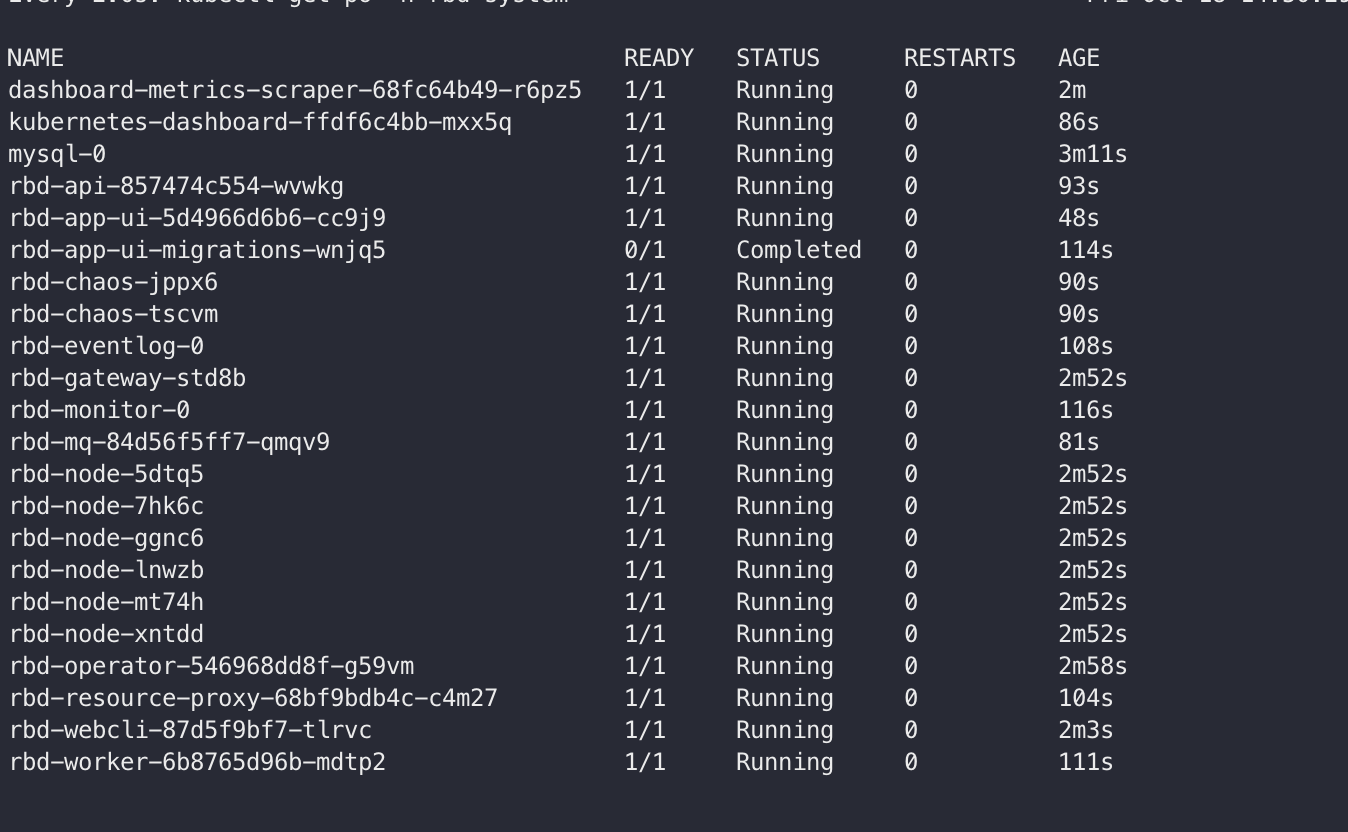 NAME READY STATUS RESTARTS AGE
dashboard-metrics-scraper-68fc64b49-r6pz5 1/1 Running 0 2m
kubernetes-dashboard-ffdf6c4bb-mxx5q 1/1 Running 0 86s
mysql-0 1/1 Running 0 3m11s
rbd-api-857474c554-wvwkg 1/1 Running 0 93s
rbd-app-ui-5d4966d6b6-cc9j9 1/1 Running 0 48s
rbd-app-ui-migrations-wnjq5 0/1 Completed 0 114s
rbd-chaos-jppx6 1/1 Running 0 90s
rbd-chaos-tscvm 1/1 Running 0 90s
rbd-eventlog-0 1/1 Running 0 108s
rbd-gateway-std8b 1/1 Running 0 2m52s
rbd-monitor-0 1/1 Running 0 116s
rbd-mq-84d56f5ff7-qmqv9 1/1 Running 0 81s
rbd-node-5dtq5 1/1 Running 0 2m52s
rbd-node-7hk6c 1/1 Running 0 2m52s
rbd-node-ggnc6 1/1 Running 0 2m52s
rbd-node-lnwzb 1/1 Running 0 2m52s
rbd-node-mt74h 1/1 Running 0 2m52s
rbd-node-xntdd 1/1 Running 0 2m52s
rbd-operator-546968dd8f-g59vm 1/1 Running 0 2m58s
rbd-resource-proxy-68bf9bdb4c-c4m27 1/1 Running 0 104s
rbd-webcli-87d5f9bf7-tlrvc 1/1 Running 0 2m3s
rbd-worker-6b8765d96b-mdtp2 1/1 Running 0 111s